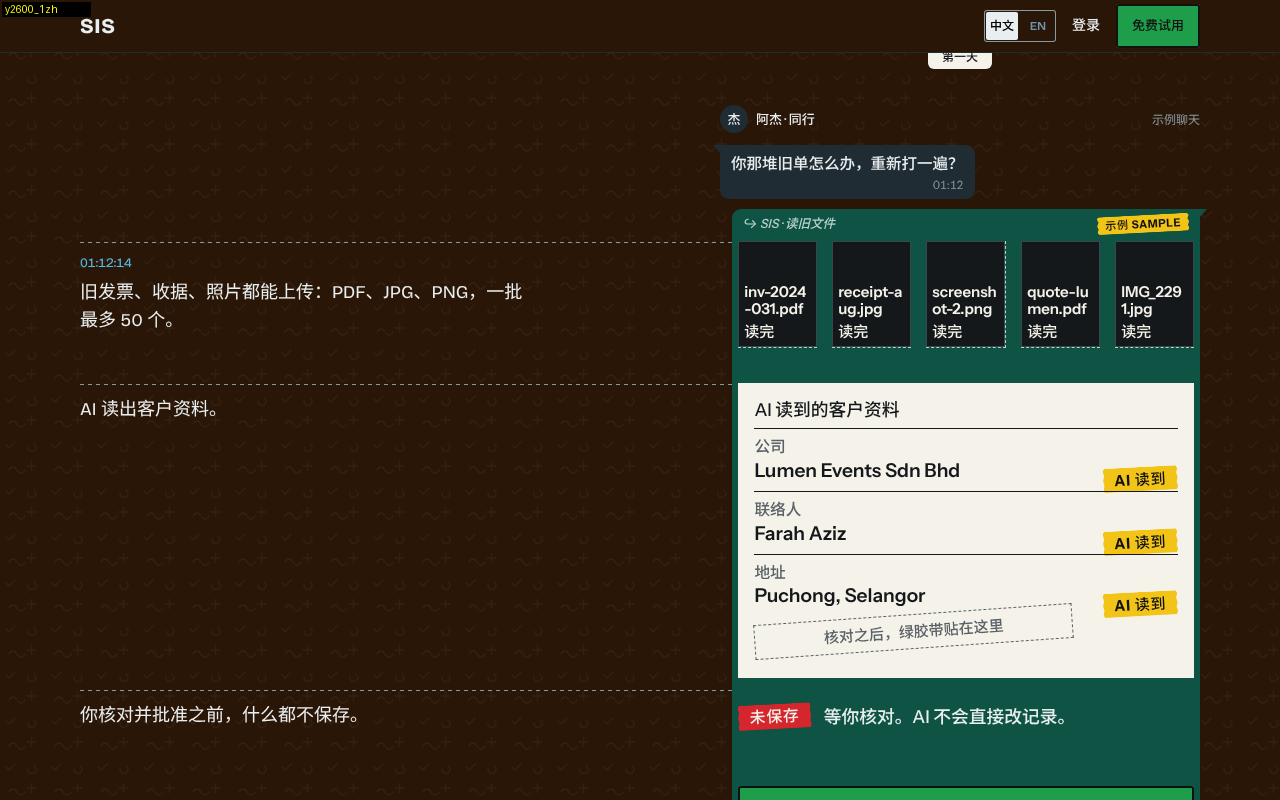 y2600_1zh
SIS
中文 EN 登录 免费试用
第一天
杰 阿杰·同行 示例聊天
你那堆旧单怎么办，重新打一遍？
01:12
↪ SIS·读旧文件 示例 SAMPLE
01:12:14
旧发票、收据、照片都能上传：PDF、JPG、PNG，一批
最多 50 个。
inv-2024
-031.pdf
读完
receipt-a
ug.jpg
读完
screensh
ot-2.png
读完
quote-lu
men.pdf
读完
IMG_229
1.jpg
读完
AI 读出客户资料。
AI 读到的客户资料
公司
Lumen Events Sdn Bhd
AI 读到
联络人
Farah Aziz
AI 读到
地址
Puchong, Selangor
AI 读到
核对之后，绿胶带贴在这里
你核对并批准之前，什么都不保存。
未保存 等你核对。AI 不会直接改记录。